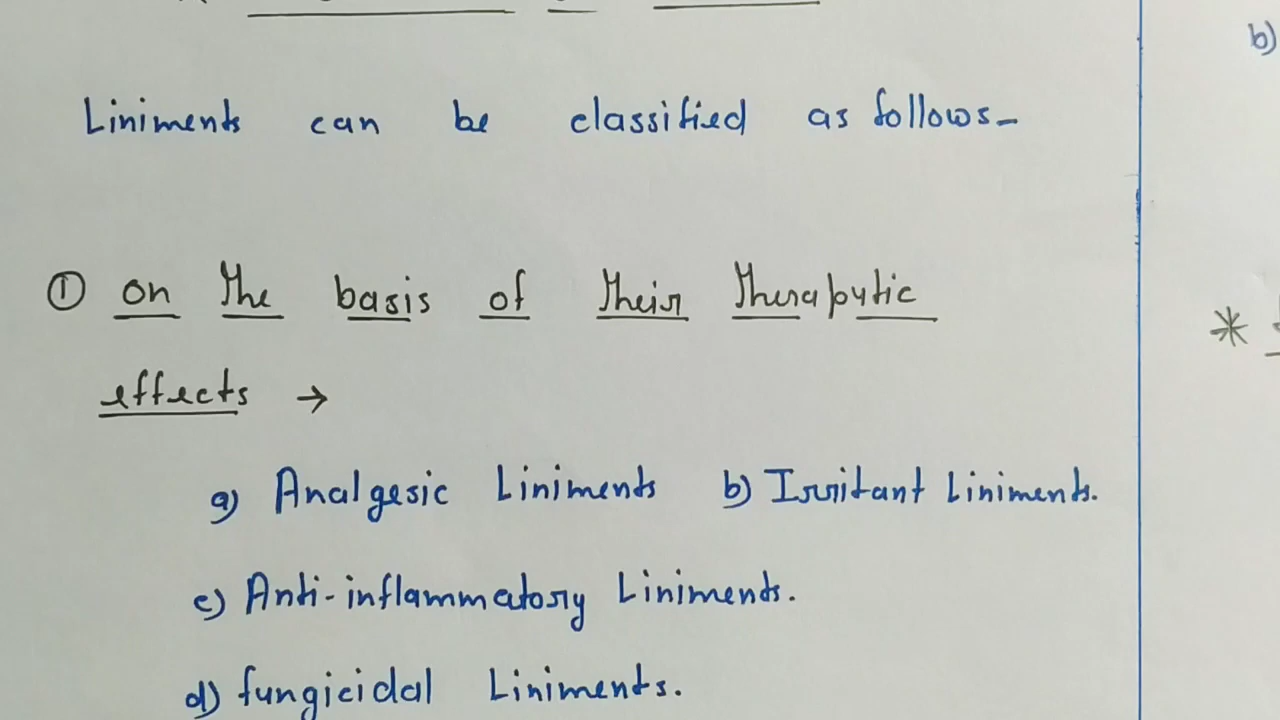 Liniments can be classified as follows-
① on the basis of their therapytic
effects →
a) Analgesic Liniments b) Irritant Liniments.
c) Anti-inflammatory Liniments.
d) fungicidal Liniments.
b)
*